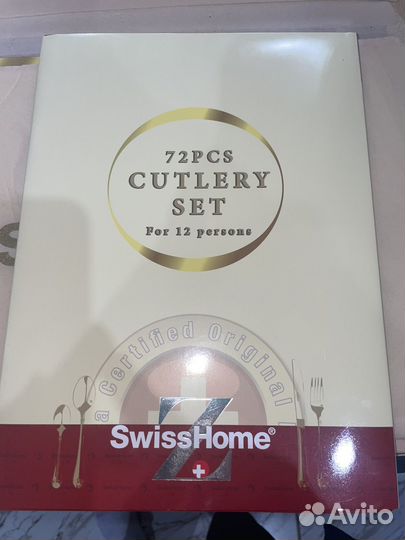 72PCS
CUTLERY
SET
For 12 persons
a Certified Original
SwissHome®
Z
Avito